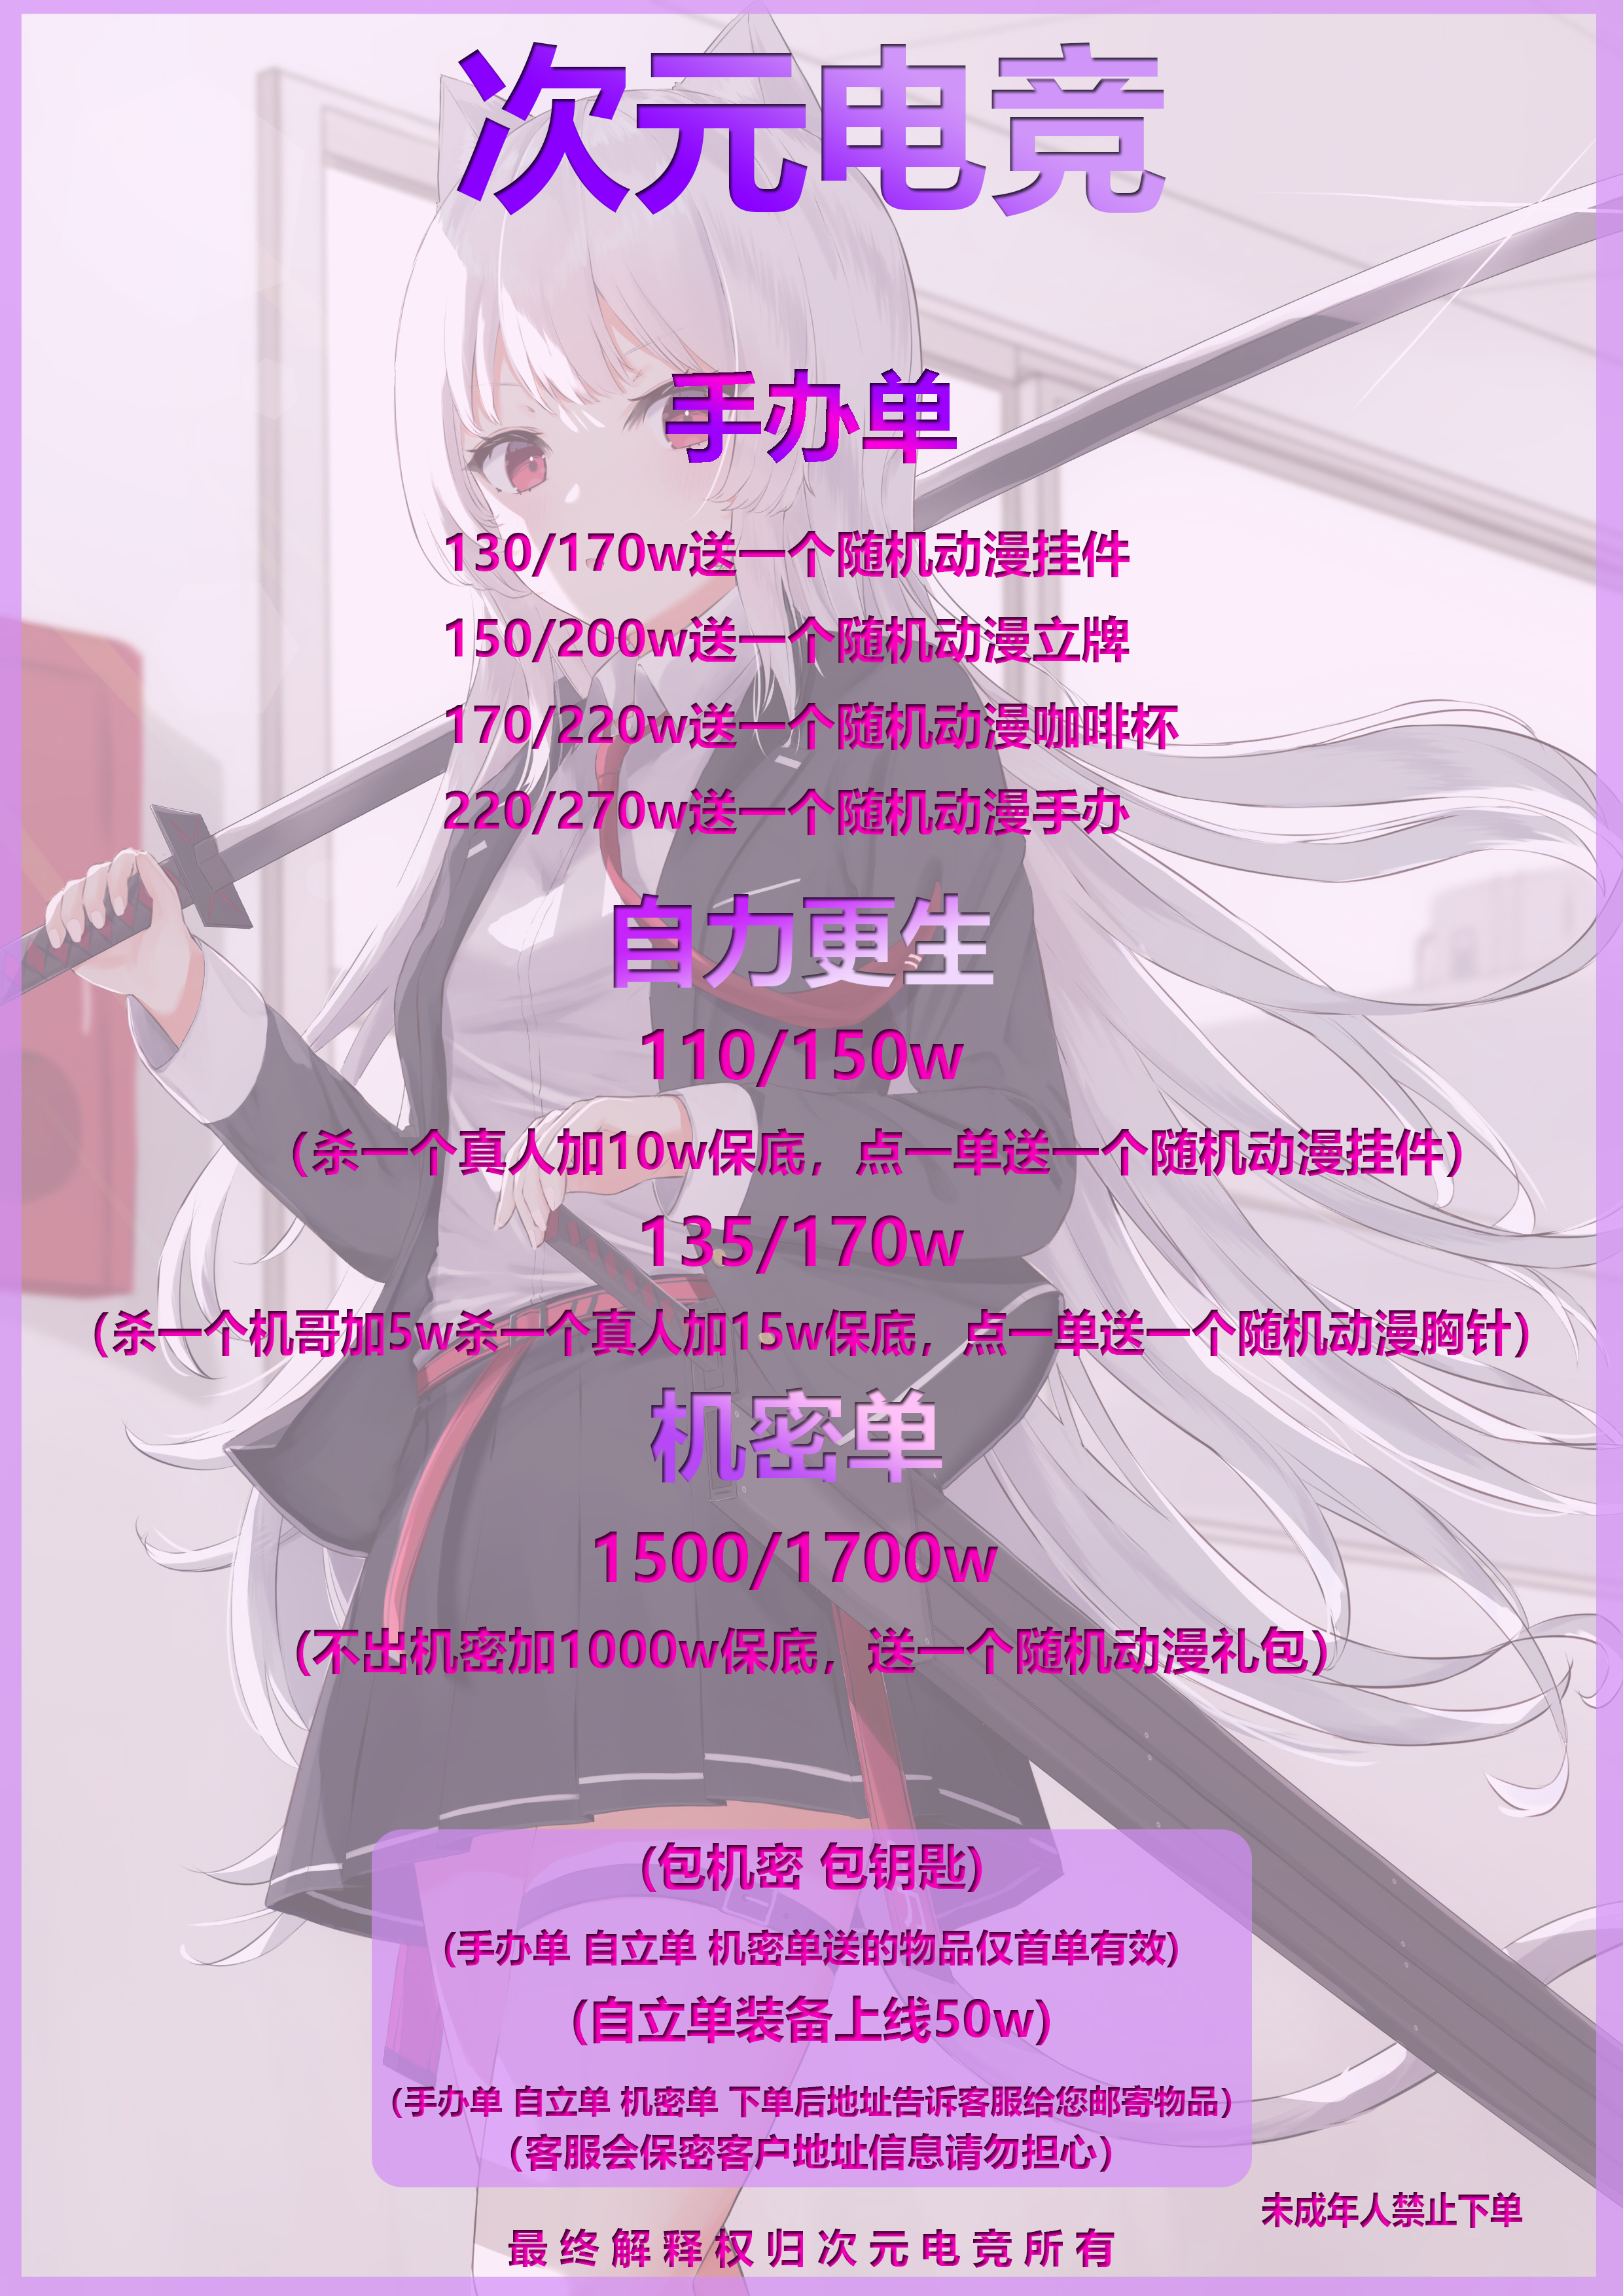 次元电竞
手办单
130/170w送一个随机动漫挂件
150/200w送一个随机动漫立牌
170/220w送一个随机动漫咖啡杯
220/270w送一个随机动漫手办
自力更生
110/150w
（杀一个真人加10w保底，点一单送一个随机动漫挂件）
135/170w
（杀一个机哥加5w杀一个真人加15w保底，点一单送一个随机动漫胸针）
机密单
1500/1700w
（不出机密加1000w保底，送一个随机动漫礼包）
(包机密 包钥匙)
(手办单 自立单 机密单送的物品仅首单有效)
(自立单装备上线50w)
（手办单 自立单 机密单 下单后地址告诉客服给您邮寄物品）
（客服会保密客户地址信息请勿担心）
未成年人禁止下单
最终解释权归次元电竞所有